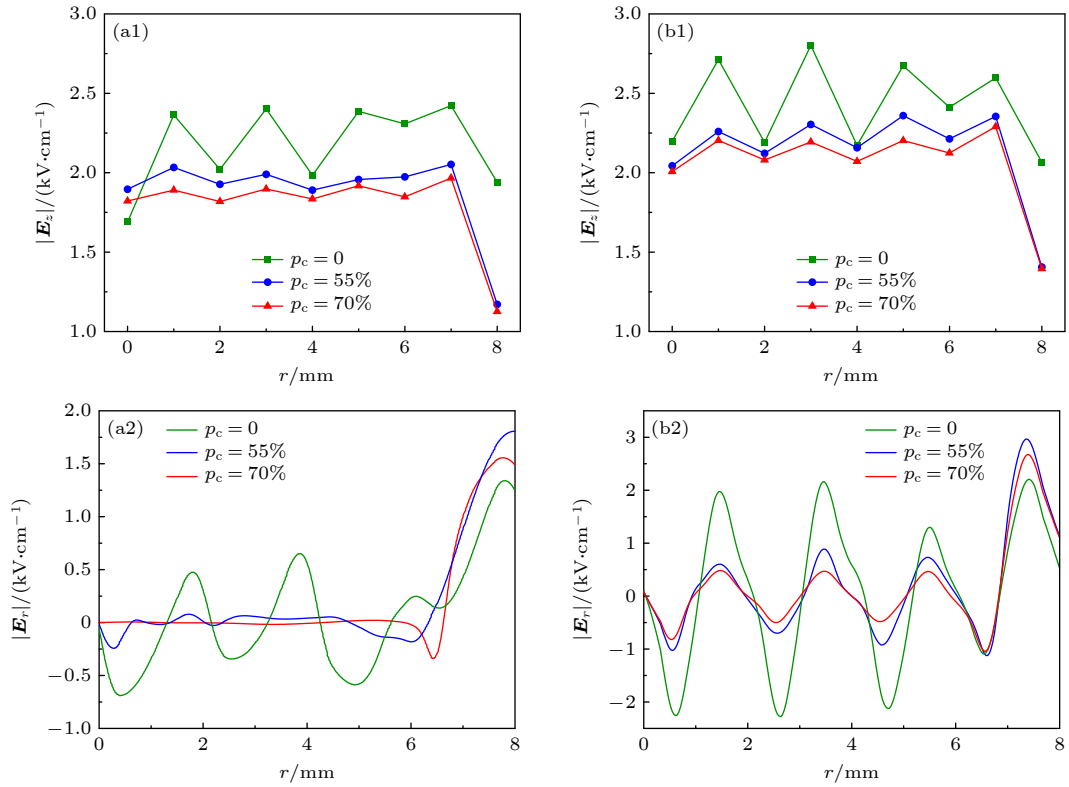 (a1)
3.0
2.5
2.0
1.5
1.0
|E_z|/(kV·cm⁻¹)
p_c = 0
p_c = 55%
p_c = 70%
0 2 4 6 8
r/mm
(b1)
3.0
2.5
2.0
1.5
1.0
|E_z|/(kV·cm⁻¹)
p_c = 0
p_c = 55%
p_c = 70%
0 2 4 6 8
r/mm
(a2)
2.0
1.5
1.0
0.5
0
−0.5
−1.0
|E_r|/(kV·cm⁻¹)
p_c = 0
p_c = 55%
p_c = 70%
0 2 4 6 8
r/mm
(b2)
3
2
1
0
−1
−2
|E_r|/(kV·cm⁻¹)
p_c = 0
p_c = 55%
p_c = 70%
0 2 4 6 8
r/mm